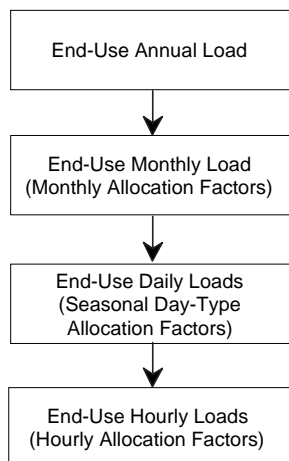 End-Use Annual Load
End-Use Monthly Load
(Monthly Allocation Factors)
End-Use Daily Loads
(Seasonal Day-Type
Allocation Factors)
End-Use Hourly Loads
(Hourly Allocation Factors)